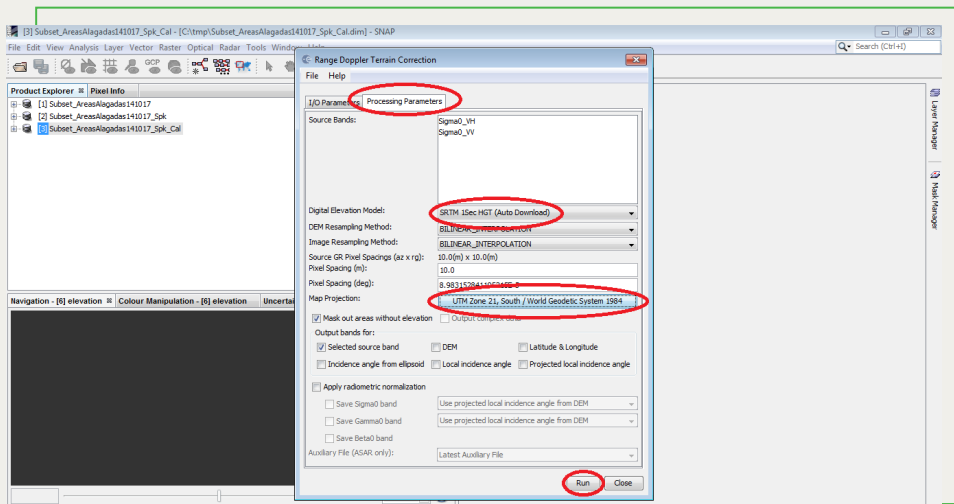 [3] Subset_AreasAlagadas141017_Spk_Cal - [C:\tmp\Subset_AreasAlagadas141017_Spk_Cal.dim] - SNAP
File Edit View Analysis Layer Vector Raster Optical Radar Tools Window Help
Search (Ctrl+I)
GCP
Product Explorer Pixel Info
[1] Subset_AreasAlagadas141017
[2] Subset_AreasAlagadas141017_Spk
[3] Subset_AreasAlagadas141017_Spk_Cal
Navigation - [6] elevation Colour Manipulation - [6] elevation
Range Doppler Terrain Correction
File Help
I/O Parameters Processing Parameters
Source Bands:
Sigma0_VH
Sigma0_VV
Digital Elevation Model: SRTM 1Sec HGT (Auto Download)
DEM Resampling Method: BILINEAR_INTERPOLATION
Image Resampling Method: BILINEAR_INTERPOLATION
Source GR Pixel Spacings (az x rg): 10.0(m) x 10.0(m)
Pixel Spacing (m): 10.0
Pixel Spacing (deg):
Map Projection: UTM Zone 21, South / World Geodetic System 1984
Mask out areas without elevation Output complex data
Output bands for:
Selected source band DEM Latitude & Longitude
Incidence angle from ellipsoid Local incidence angle Projected local incidence angle
Apply radiometric normalization
Save Sigma0 band Use projected local incidence angle from DEM
Save Gamma0 band Use projected local incidence angle from DEM
Save Beta0 band
Auxiliary File (ASAR only): Latest Auxiliary File
Run Close
Layer Manager
Mask Manager